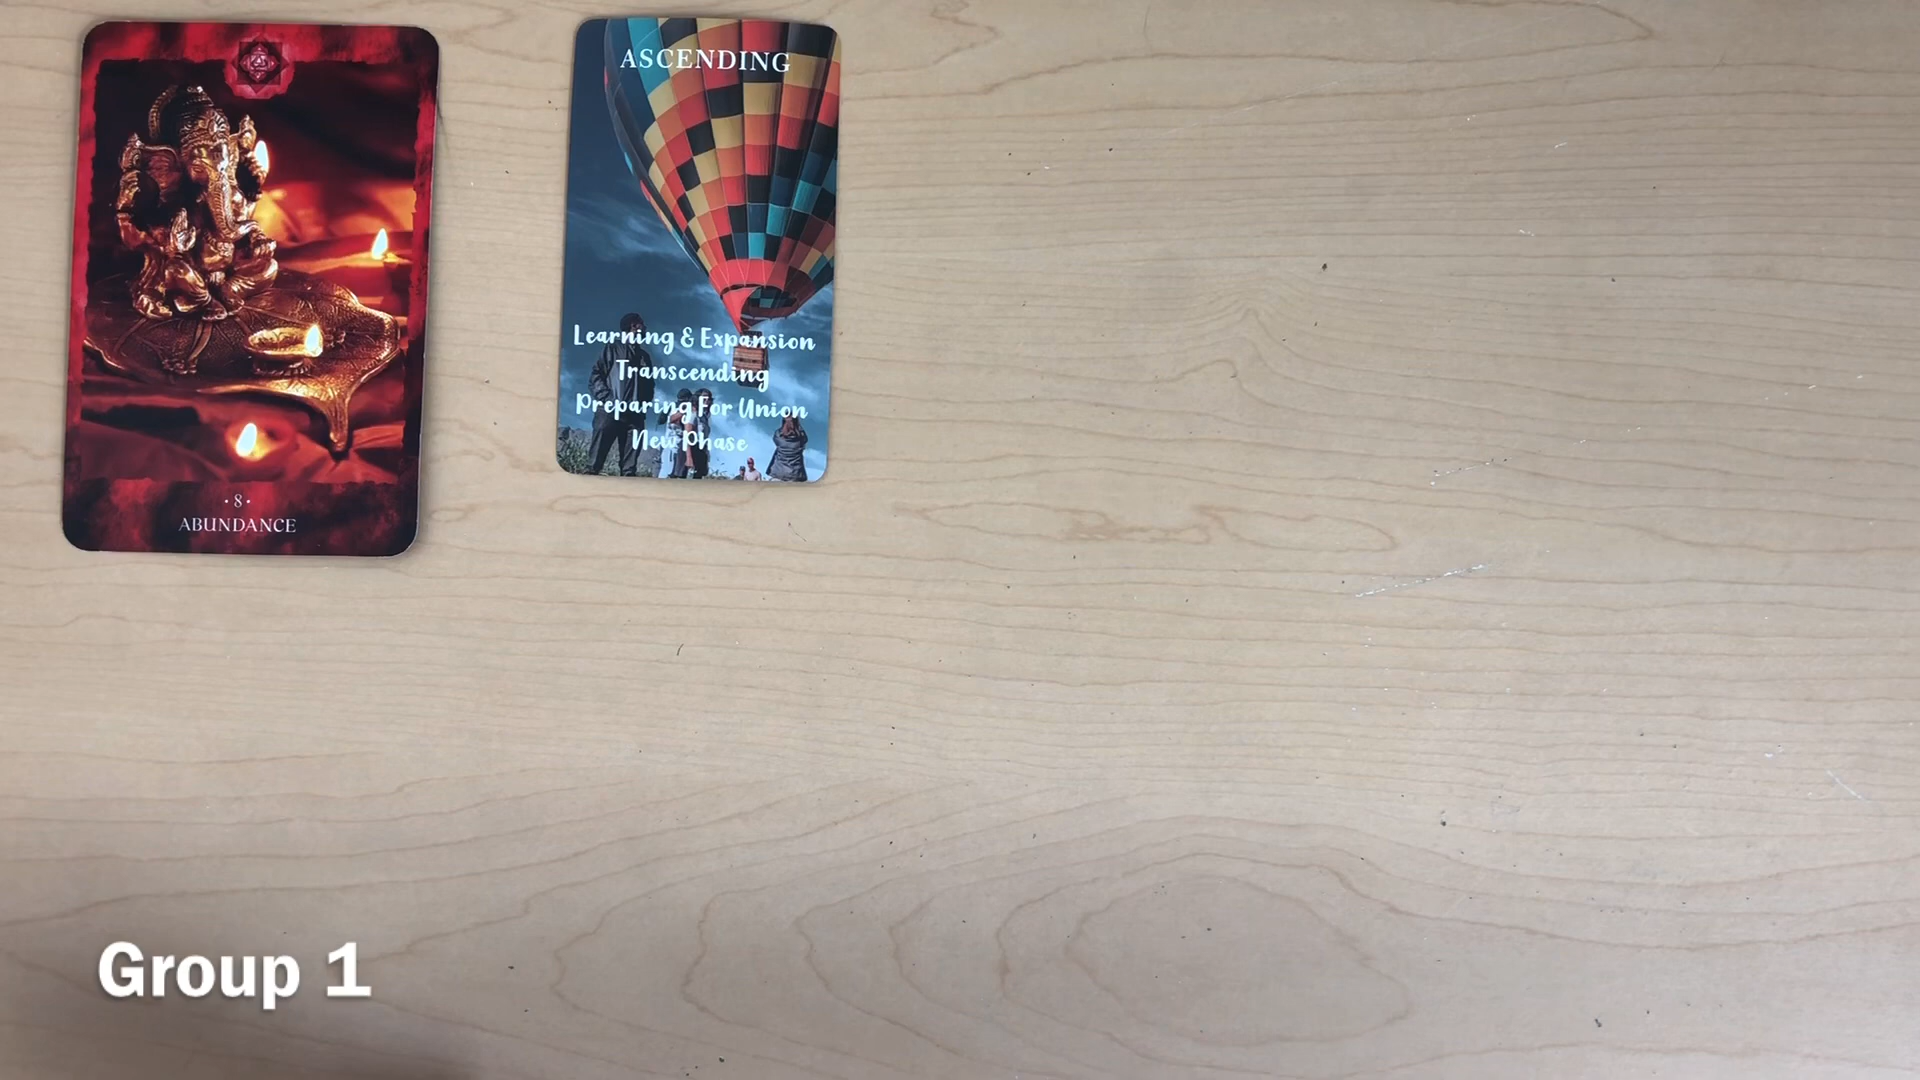 ·8·
ABUNDANCE
ASCENDING
Learning & Expansion
Transcending
Preparing For Union
New Phase
Group 1